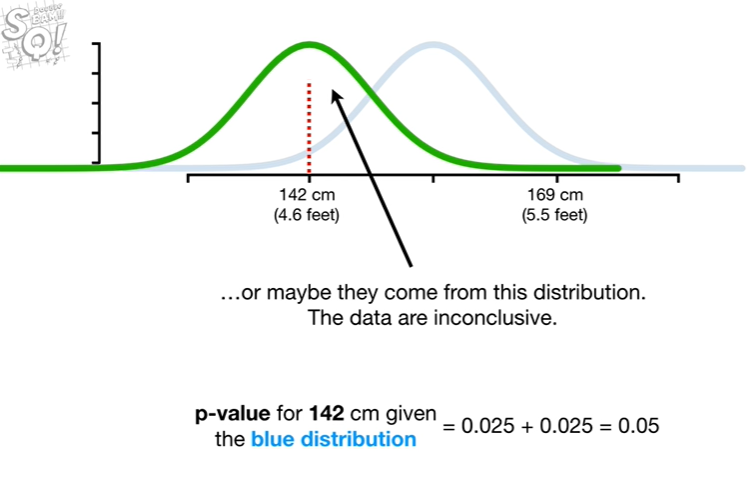 142 cm
(4.6 feet)
169 cm
(5.5 feet)
…or maybe they come from this distribution.
The data are inconclusive.
p-value for 142 cm given
the blue distribution
= 0.025 + 0.025 = 0.05